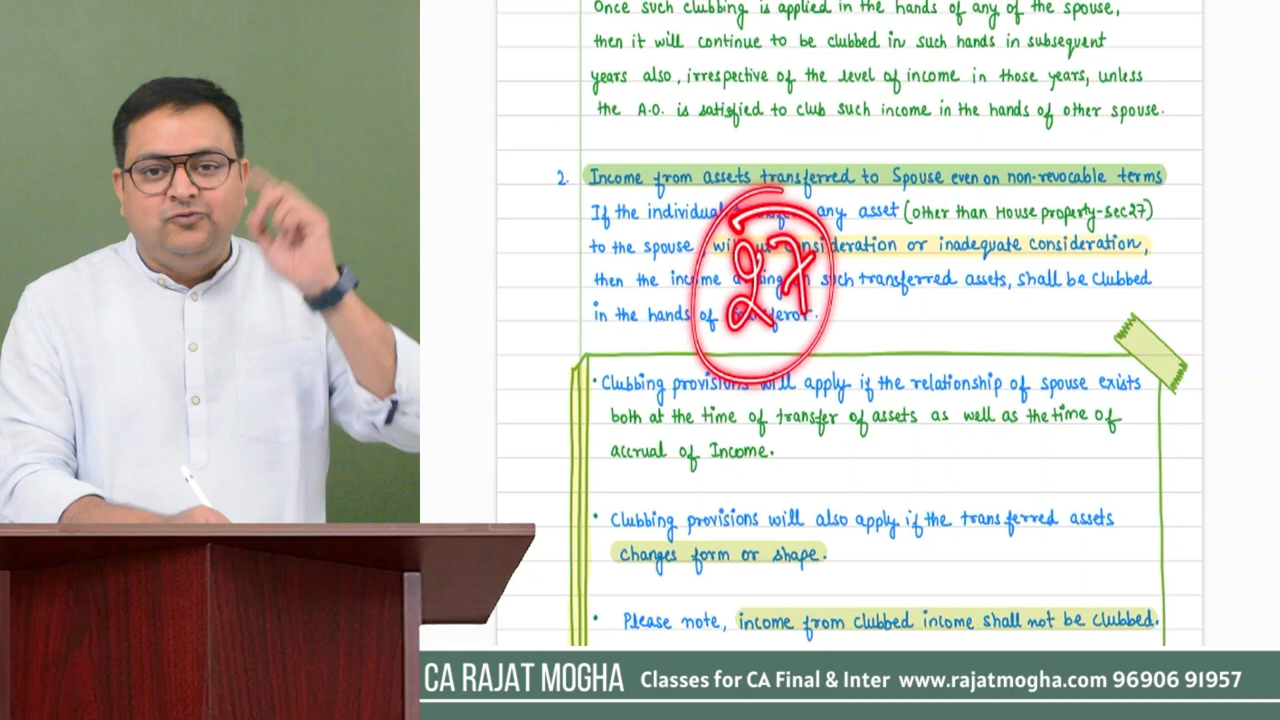 Once such clubbing is applied in the hands of any of the spouse,
then it will continue to be clubbed in such hands in subsequent
years also, irrespective of the level of income in those years, unless
the A.O. is satisfied to club such income in the hands of other spouse.
2. Income from assets transferred to Spouse even on non-revocable terms
If the individual any asset (other than House property-sec27)
to the spouse consideration or inadequate consideration,
then the income such transferred assets, shall be clubbed
in the hands of
27
• Clubbing provisions will apply if the relationship of spouse exists
both at the time of transfer of assets as well as the time of
accrual of Income.
• Clubbing provisions will also apply if the transferred assets
changes form or shape.
• Please note, income from clubbed income shall not be clubbed.
CA RAJAT MOGHA Classes for CA Final & Inter www.rajatmogha.com 96906 91957